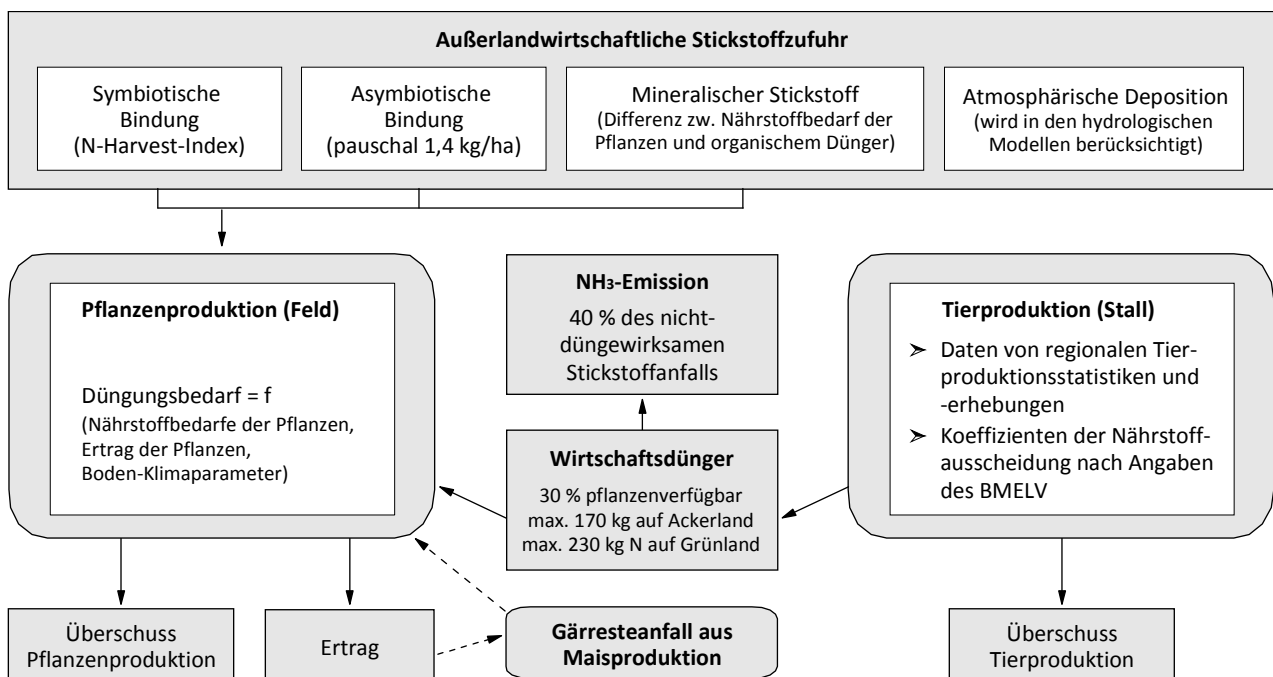 Außerlandwirtschaftliche Stickstoffzufuhr
Symbiotische
Bindung
(N-Harvest-Index)
Asymbiotische
Bindung
(pauschal 1,4 kg/ha)
Mineralischer Stickstoff
(Differenz zw. Nährstoffbedarf der
Pflanzen und organischem Dünger)
Atmosphärische Deposition
(wird in den hydrologischen
Modellen berücksichtigt)
Pflanzenproduktion (Feld)
Düngungsbedarf = f
(Nährstoffbedarfe der Pflanzen,
Ertrag der Pflanzen,
Boden-Klimaparameter)
NH₃-Emission
40 % des nicht-
düngewirksamen
Stickstoffanfalls
Wirtschaftsdünger
30 % pflanzenverfügbar
max. 170 kg auf Ackerland
max. 230 kg N auf Grünland
Tierproduktion (Stall)
➢ Daten von regionalen Tier-
produktionsstatistiken und
-erhebungen
➢ Koeffizienten der Nährstoff-
ausscheidung nach Angaben
des BMELV
Überschuss
Pflanzenproduktion
Ertrag
Gärresteanfall aus
Maisproduktion
Überschuss
Tierproduktion